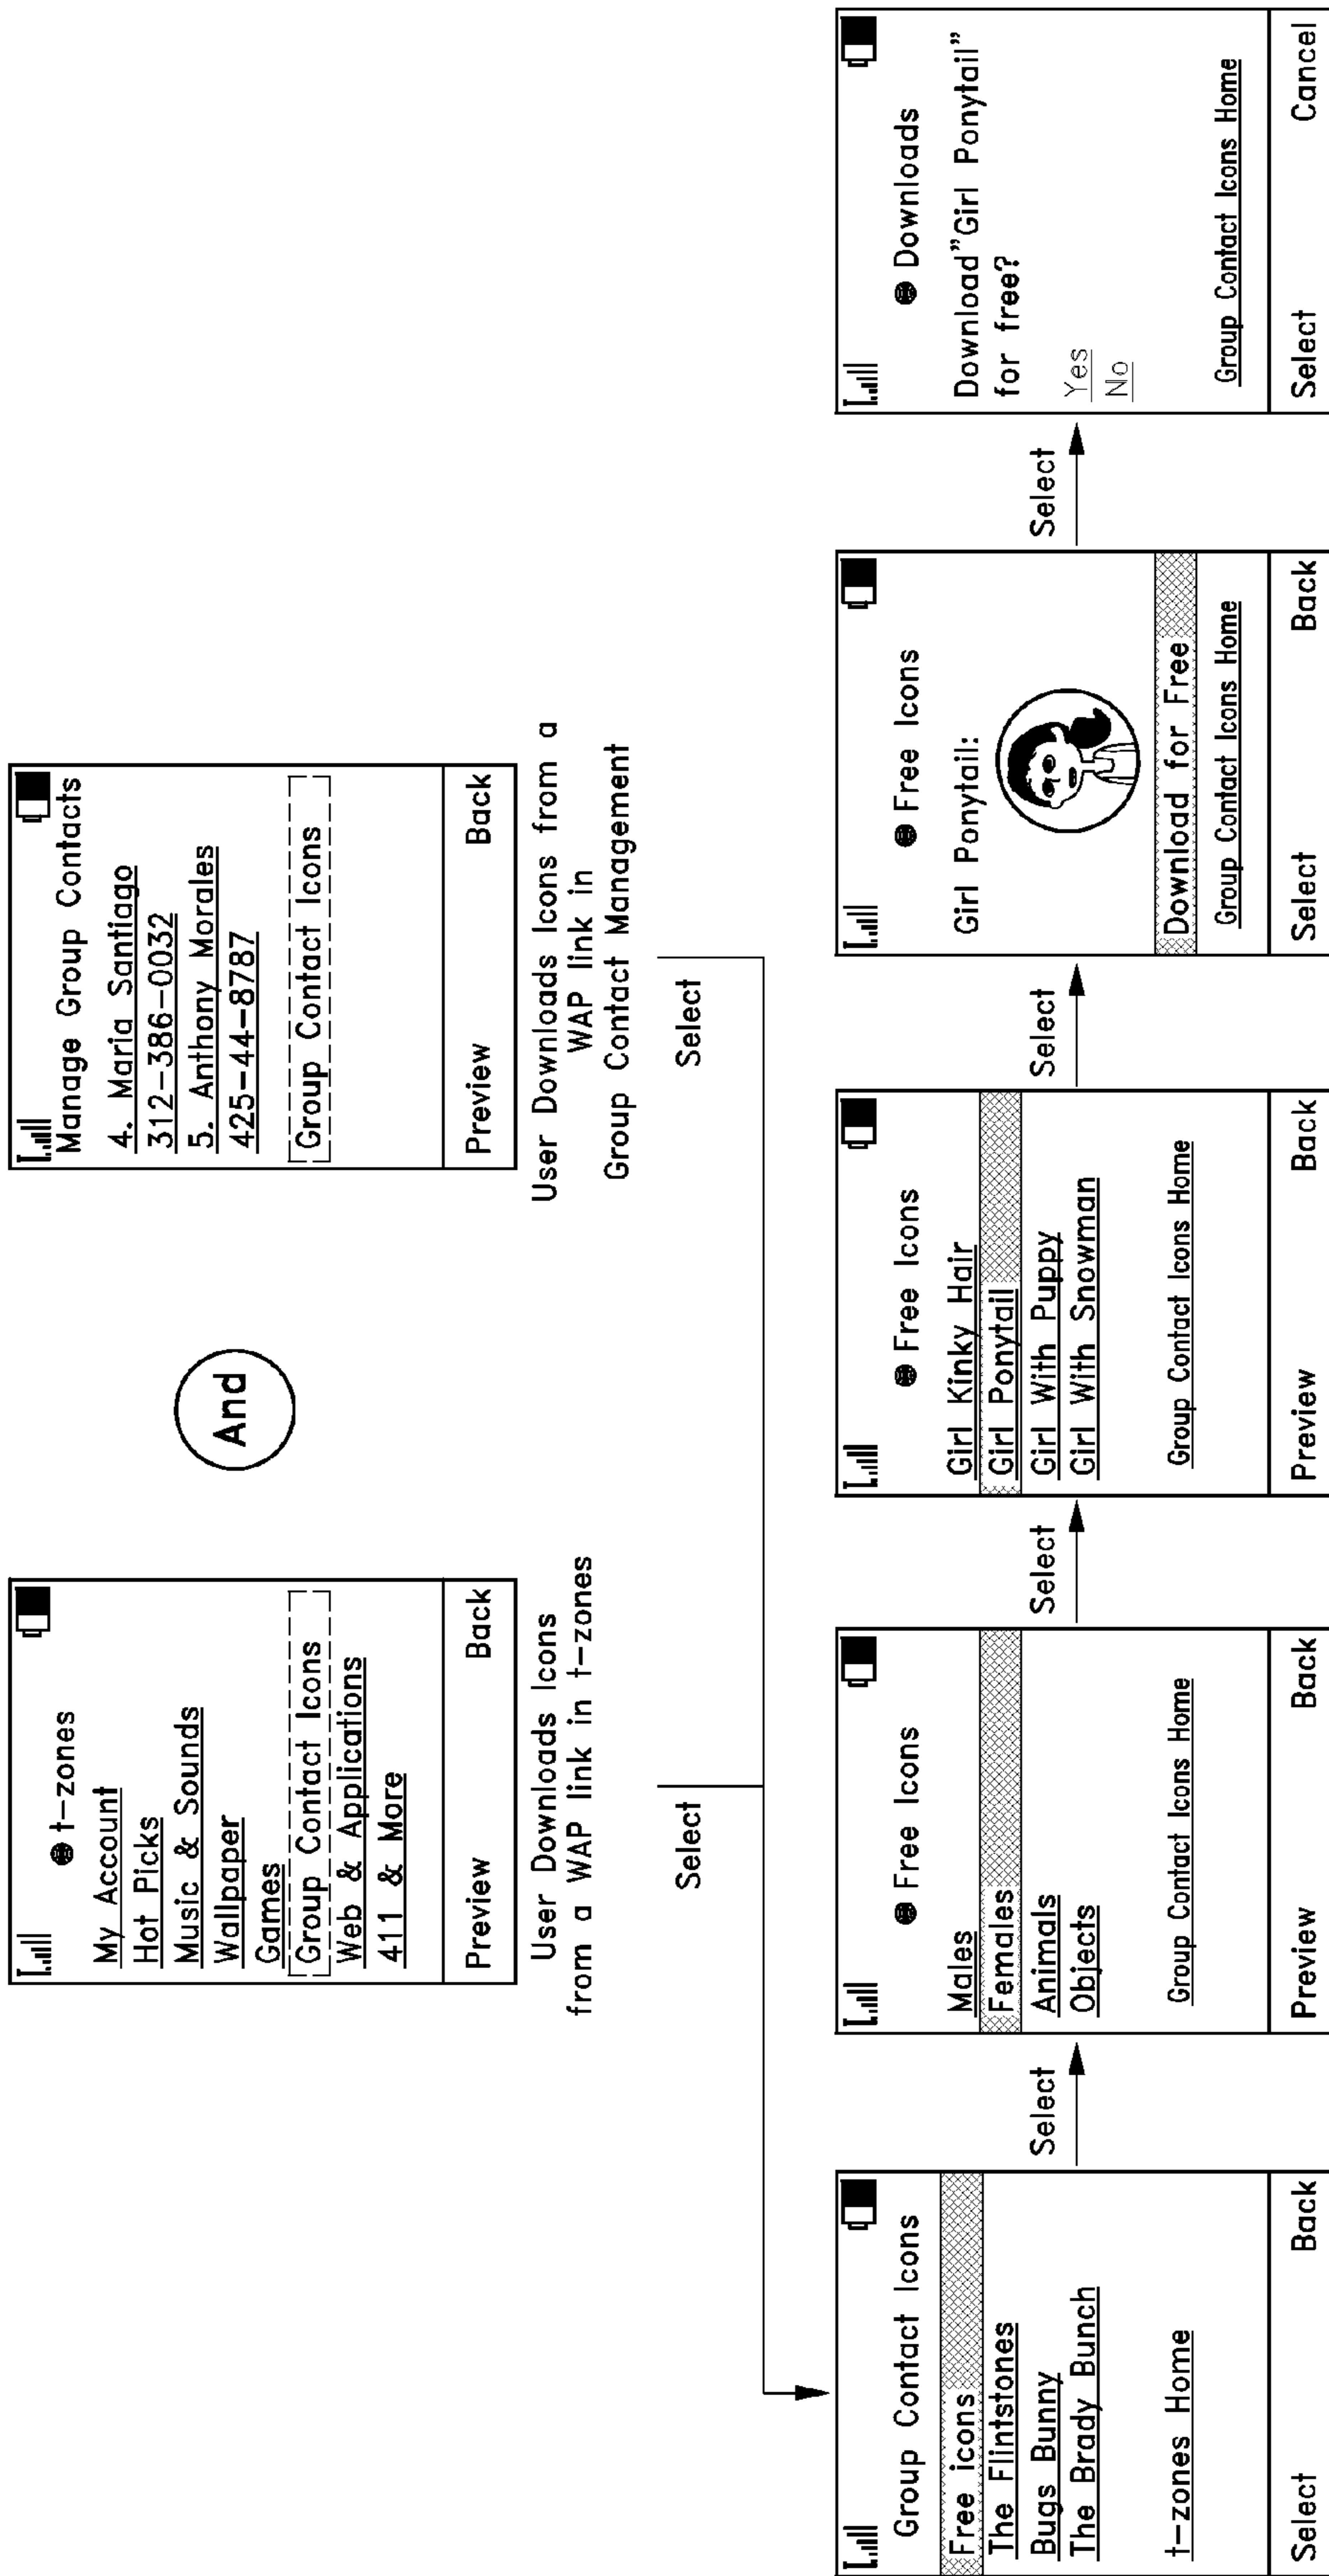 t-zones
My Account
Hot Picks
Music & Sounds
Wallpaper
Games
Group Contact Icons
Web & Applications
411 & More
Preview Back
User Downloads Icons
from a WAP link in t-zones
And
Manage Group Contacts
4. Maria Santiago
312-386-0032
5. Anthony Morales
425-44-8787
Group Contact Icons
Preview Back
User Downloads Icons from a
WAP link in
Group Contact Management
Select
Select
Group Contact Icons
Free icons
The Flintstones
Bugs Bunny
The Brady Bunch
t-zones Home
Select Back
Select
Free Icons
Males
Females
Animals
Objects
Group Contact Icons Home
Preview Back
Select
Free Icons
Girl Kinky Hair
Girl Ponytail
Girl With Puppy
Girl With Snowman
Group Contact Icons Home
Preview Back
Select
Free Icons
Girl Ponytail:
Download for Free
Group Contact Icons Home
Select Back
Select
Downloads
Download"Girl Ponytail"
for free?
Yes
No
Group Contact Icons Home
Select Cancel